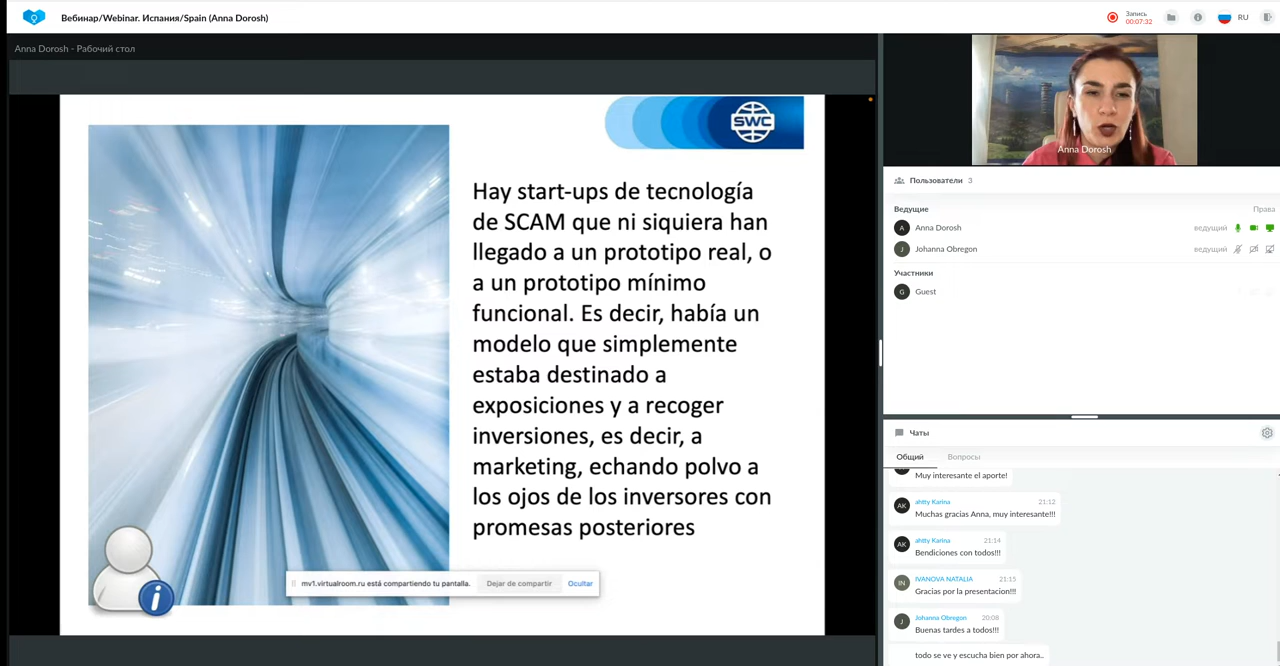 Вебинар/Webinar. Испания/Spain (Anna Dorosh)
Запись
00:07:32
RU
Anna Dorosh - Рабочий стол
SWC
Hay start-ups de tecnología
de SCAM que ni siquiera han
llegado a un prototipo real, o
a un prototipo mínimo
funcional. Es decir, había un
modelo que simplemente
estaba destinado a
exposiciones y a recoger
inversiones, es decir, a
marketing, echando polvo a
los ojos de los inversores con
promesas posteriores
i
mv1.virtualroom.ru está compartiendo tu pantalla. Dejar de compartir Ocultar
Anna Dorosh
Пользователи 3
Ведущие Права
A Anna Dorosh ведущий
J Johanna Obregon ведущий
Участники
G Guest
Чаты
Общий Вопросы
Muy interesante el aporte!
AK ahtty Karina 21:12
Muchas gracias Anna, muy interesante!!!
AK ahtty Karina 21:14
Bendiciones con todos!!!
IN IVANOVA NATALIA 21:15
Gracias por la presentacion!!!
J Johanna Obregon 20:08
Buenas tardes a todos!!!
todo se ve y escucha bien por ahora..